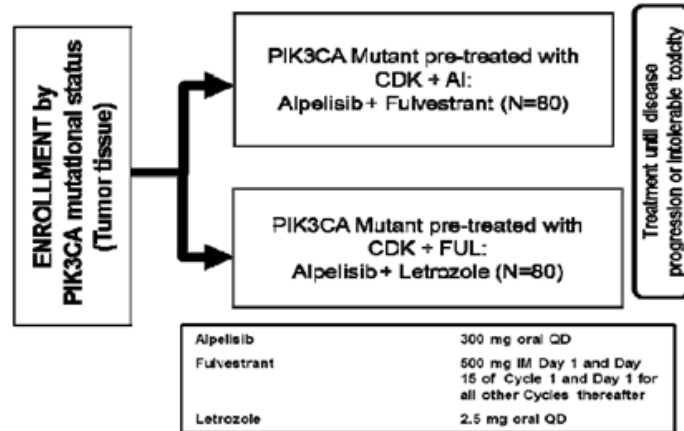 ENROLLMENT by
PIK3CA mutational status
(Tumor tissue)
PIK3CA Mutant pre-treated with
CDK + AI:
Alpelisib + Fulvestrant (N=80)
PIK3CA Mutant pre-treated with
CDK + FUL:
Alpelisib + Letrozole (N=80)
Treatment until disease
progression or intolerable toxicity
Alpelisib 300 mg oral QD
Fulvestrant 500 mg IM Day 1 and Day
15 of Cycle 1 and Day 1 for
all other Cycles thereafter
Letrozole 2.5 mg oral QD